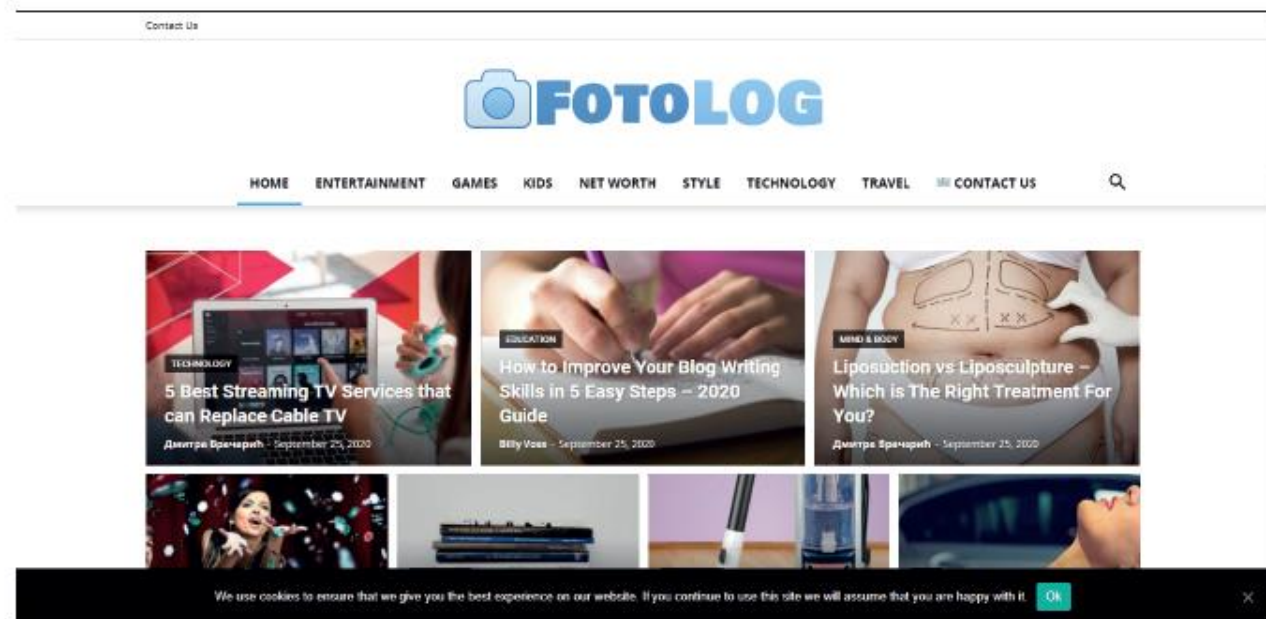 Contact Us
FOTOLOG
HOME ENTERTAINMENT GAMES KIDS NET WORTH STYLE TECHNOLOGY TRAVEL CONTACT US
TECHNOLOGY
5 Best Streaming TV Services that
can Replace Cable TV
Дмитра Врачарић - September 25, 2020
EDUCATION
How to Improve Your Blog Writing
Skills in 5 Easy Steps – 2020
Guide
Billy Voss - September 25, 2020
MIND & BODY
Liposuction vs Liposculpture –
Which is The Right Treatment For
You?
Дмитра Врачарић - September 25, 2020
We use cookies to ensure that we give you the best experience on our website. If you continue to use this site we will assume that you are happy with it. Ok